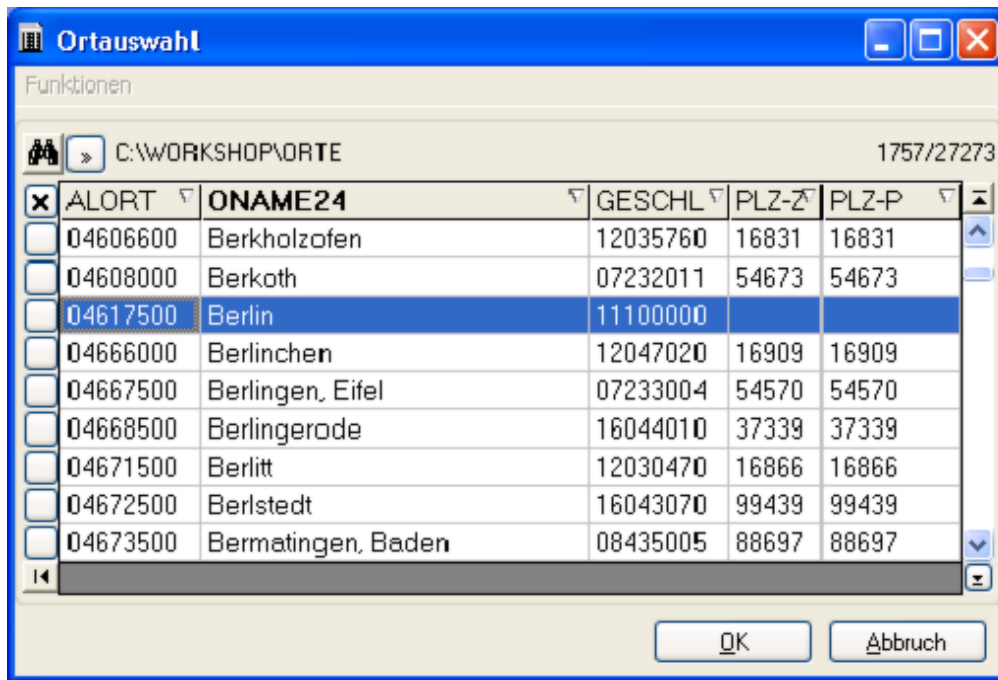 Ortauswahl
Funktionen
» C:\WORKSHOP\ORTE 1757/27273
ALORT ONAME24 GESCHL PLZ-Z PLZ-P
04606600 Berkholzofen 12035760 16831 16831
04608000 Berkoth 07232011 54673 54673
04617500 Berlin 11100000
04666000 Berlinchen 12047020 16909 16909
04667500 Berlingen, Eifel 07233004 54570 54570
04668500 Berlingerode 16044010 37339 37339
04671500 Berlitt 12030470 16866 16866
04672500 Berlstedt 16043070 99439 99439
04673500 Bermatingen, Baden 08435005 88697 88697
OK Abbruch